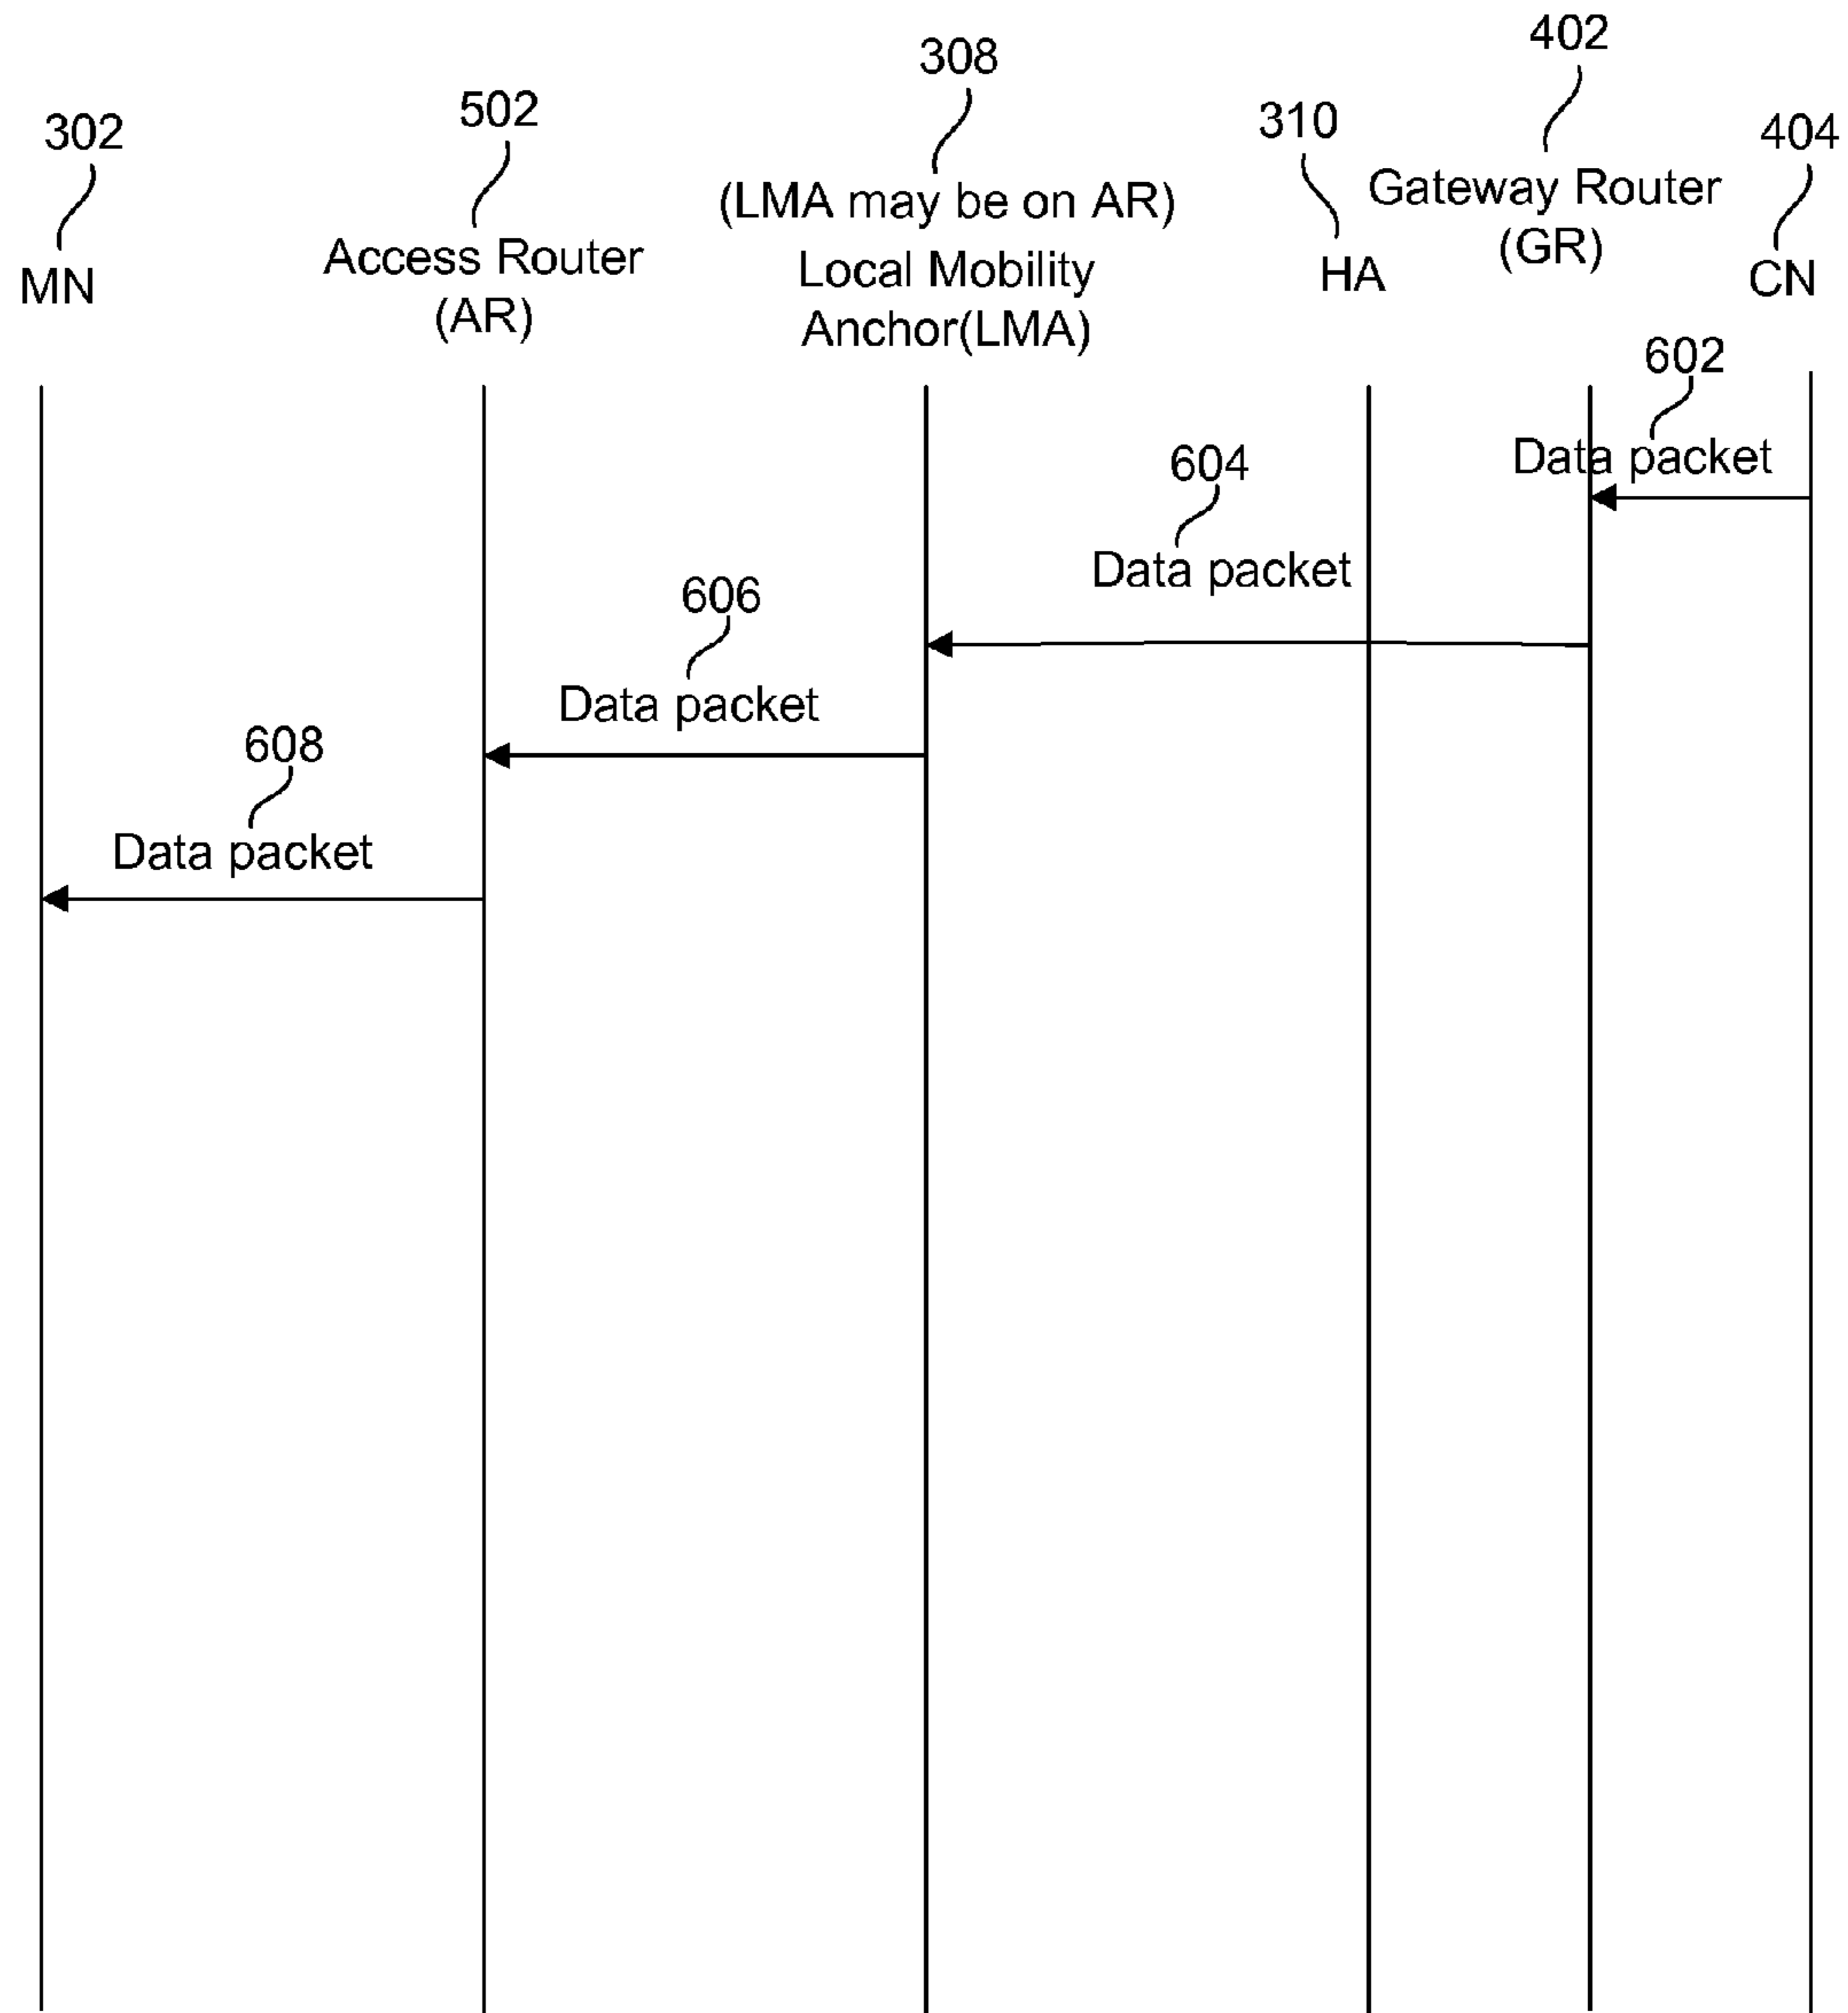 302
MN
502
Access Router
(AR)
308
(LMA may be on AR)
Local Mobility
Anchor(LMA)
310
HA
402
Gateway Router
(GR)
404
CN
602
Data packet
604
Data packet
606
Data packet
608
Data packet